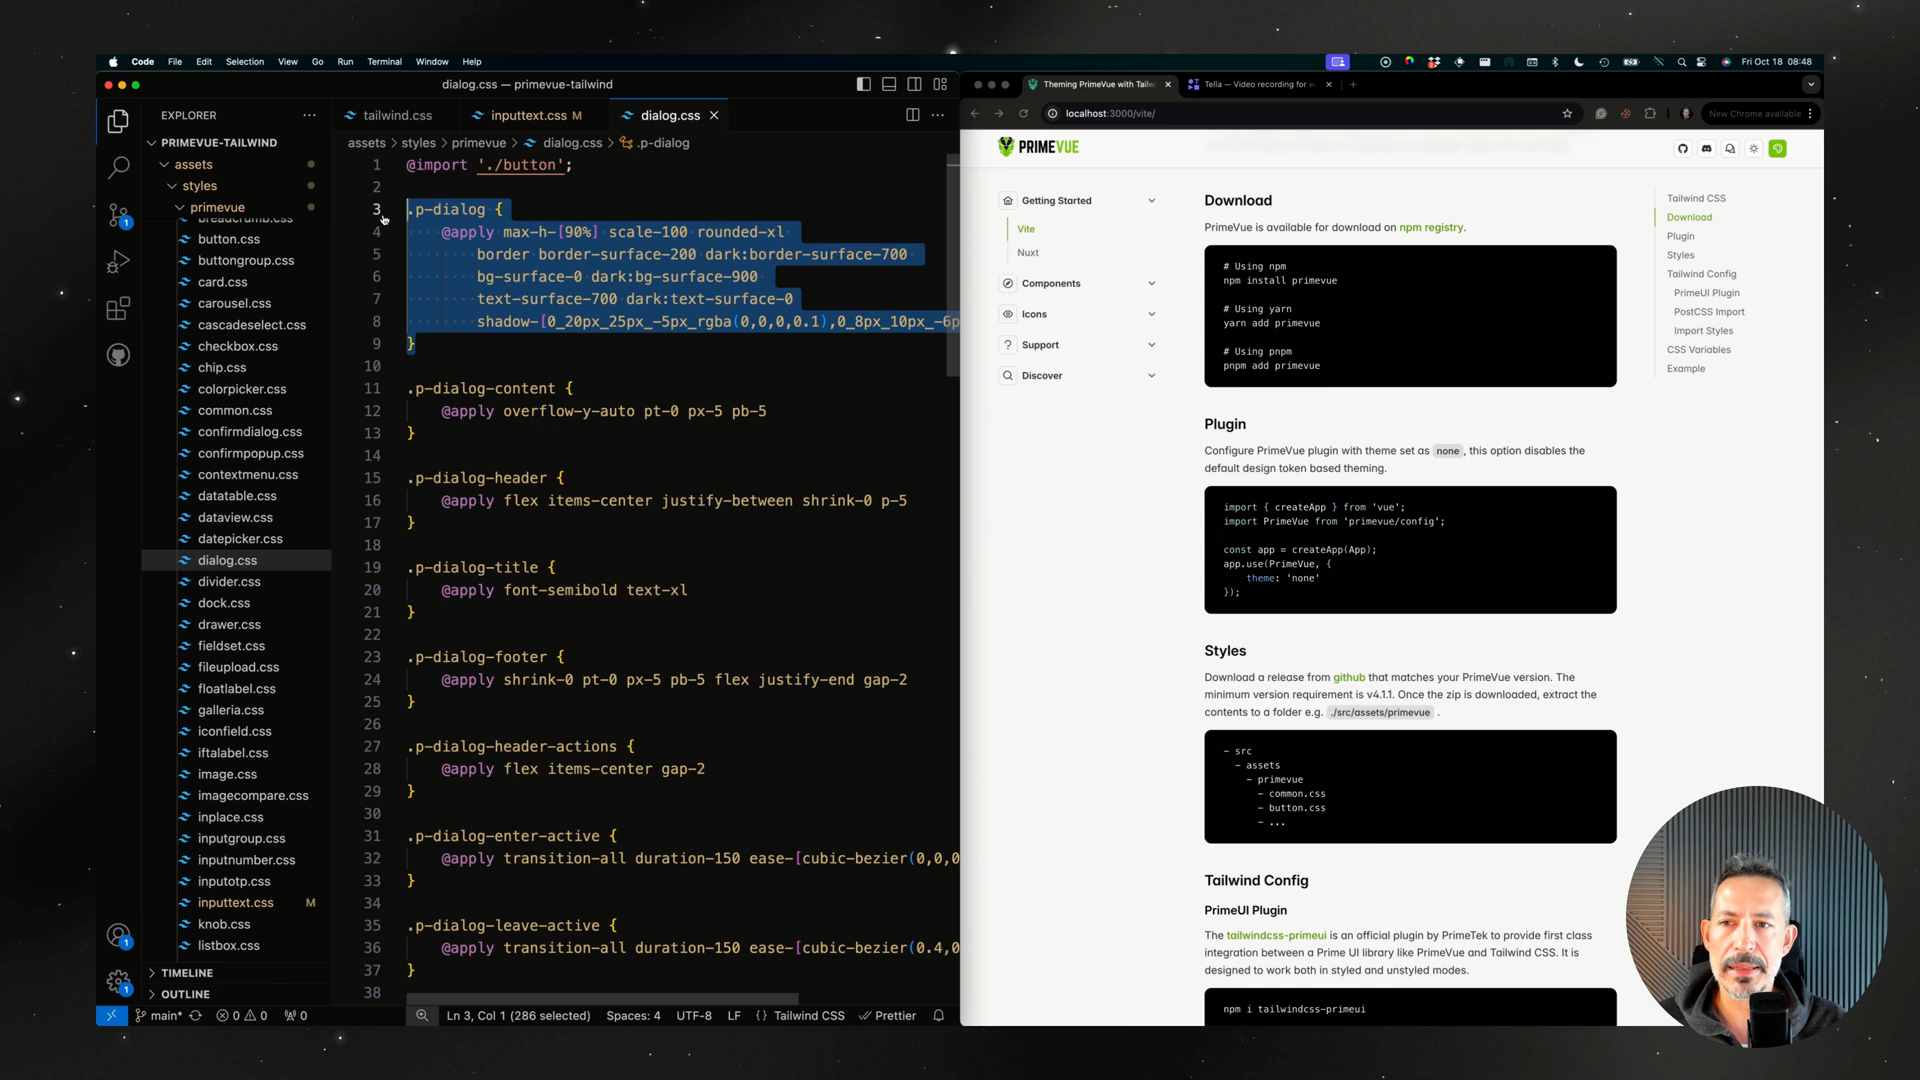 Code File Edit Selection View Go Run Terminal Window Help
Fri Oct 18 08:48
dialog.css — primevue-tailwind
EXPLORER
PRIMEVUE-TAILWIND
assets
styles
primevue
breadcrumb.css
button.css
buttongroup.css
card.css
carousel.css
cascadeselect.css
checkbox.css
chip.css
colorpicker.css
common.css
confirmdialog.css
confirmpopup.css
contextmenu.css
datatable.css
dataview.css
datepicker.css
dialog.css
divider.css
dock.css
drawer.css
fieldset.css
fileupload.css
floatlabel.css
galleria.css
iconfield.css
iftalabel.css
image.css
imagecompare.css
inplace.css
inputgroup.css
inputnumber.css
inputotp.css
inputtext.css M
knob.css
listbox.css
TIMELINE
OUTLINE
1
1
1
tailwind.css inputtext.css M dialog.css
assets > styles > primevue > dialog.css > .p-dialog
1 @import './button';
2
3 .p-dialog {
4 @apply max-h-[90%] scale-100 rounded-xl
5 border border-surface-200 dark:border-surface-700
6 bg-surface-0 dark:bg-surface-900
7 text-surface-700 dark:text-surface-0
8 shadow-[0_20px_25px_-5px_rgba(0,0,0,0.1),0_8px_10px_-6p
9 }
10
11 .p-dialog-content {
12 @apply overflow-y-auto pt-0 px-5 pb-5
13 }
14
15 .p-dialog-header {
16 @apply flex items-center justify-between shrink-0 p-5
17 }
18
19 .p-dialog-title {
20 @apply font-semibold text-xl
21 }
22
23 .p-dialog-footer {
24 @apply shrink-0 pt-0 px-5 pb-5 flex justify-end gap-2
25 }
26
27 .p-dialog-header-actions {
28 @apply flex items-center gap-2
29 }
30
31 .p-dialog-enter-active {
32 @apply transition-all duration-150 ease-[cubic-bezier(0,0,0
33 }
34
35 .p-dialog-leave-active {
36 @apply transition-all duration-150 ease-[cubic-bezier(0.4,0
37 }
38
main* 0 0 0 Ln 3, Col 1 (286 selected) Spaces: 4 UTF-8 LF {} Tailwind CSS Prettier
Theming PrimeVue with Tailw Tella — Video recording for w
localhost:3000/vite/
New Chrome available
PRIMEVUE
Getting Started
Vite
Nuxt
Components
Icons
Support
Discover
Download
PrimeVue is available for download on npm registry.
# Using npm
npm install primevue
# Using yarn
yarn add primevue
# Using pnpm
pnpm add primevue
Plugin
Configure PrimeVue plugin with theme set as none, this option disables the
default design token based theming.
import { createApp } from 'vue';
import PrimeVue from 'primevue/config';
const app = createApp(App);
app.use(PrimeVue, {
theme: 'none'
});
Styles
Download a release from github that matches your PrimeVue version. The
minimum version requirement is v4.1.1. Once the zip is downloaded, extract the
contents to a folder e.g. ./src/assets/primevue .
- src
- assets
- primevue
- common.css
- button.css
- ...
Tailwind Config
PrimeUI Plugin
The tailwindcss-primeui is an official plugin by PrimeTek to provide first class
integration between a Prime UI library like PrimeVue and Tailwind CSS. It is
designed to work both in styled and unstyled modes.
npm i tailwindcss-primeui
Tailwind CSS
Download
Plugin
Styles
Tailwind Config
PrimeUI Plugin
PostCSS Import
Import Styles
CSS Variables
Example